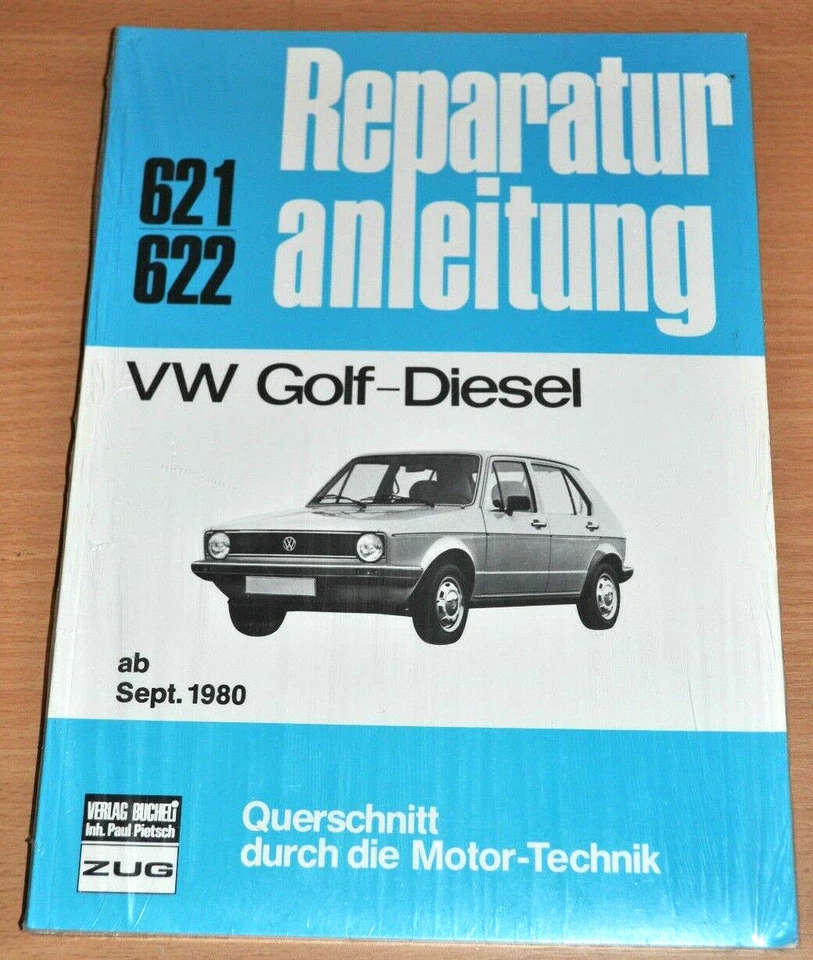 Reparatur
anleitung
621
622
VW Golf-Diesel
ab
Sept. 1980
VERLAG BUCHELI
Inh. Paul Pietsch
ZUG
Querschnitt
durch die Motor-Technik